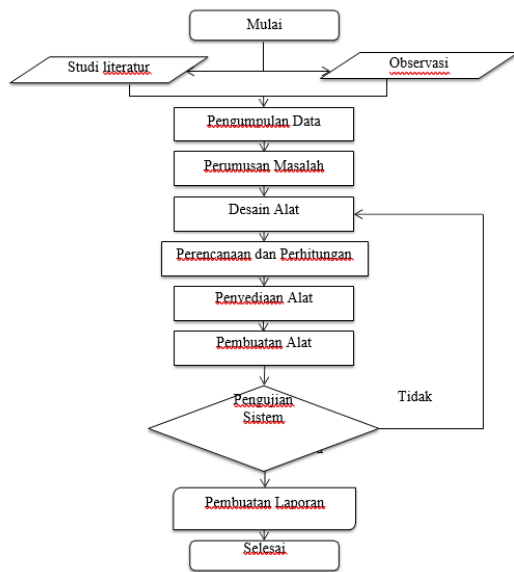 Mulai
Studi literatur
Observasi
Pengumpulan Data
Perumusan Masalah
Desain Alat
Perencanaan dan Perhitungan
Penyediaan Alat
Pembuatan Alat
Pengujian
Sistem
Tidak
Pembuatan Laporan
Selesai